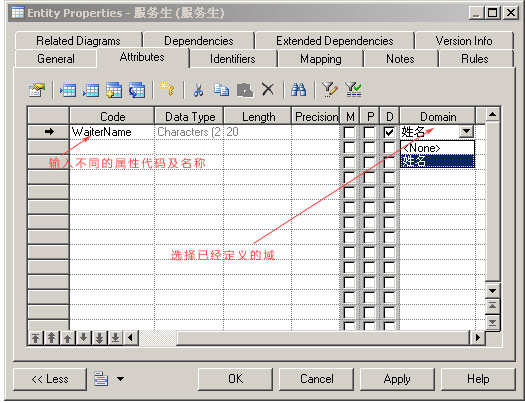 Entity Properties - 服务生 (服务生)
Related Diagrams Dependencies Extended Dependencies Version Info
General Attributes Identifiers Mapping Notes Rules
Code Data Type Length Precision M P D Domain
WaiterName Characters (2 20 姓名
<None>
姓名
输入不同的属性代码及名称
选择已经定义的域
<< Less OK Cancel Apply Help